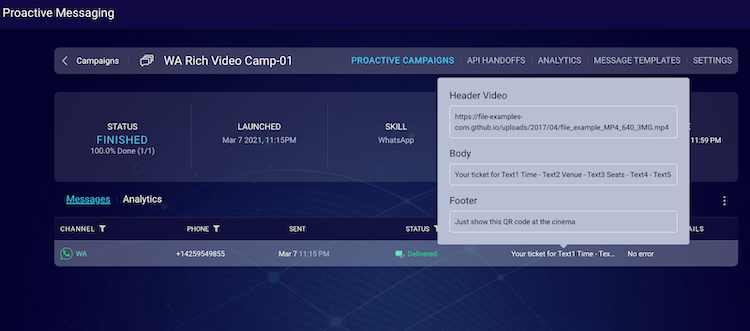 Proactive Messaging
Campaigns
WA Rich Video Camp-01
PROACTIVE CAMPAIGNS
API HANDOFFS
ANALYTICS
MESSAGE TEMPLATES
SETTINGS
STATUS
FINISHED
100.0% Done (1/1)
LAUNCHED
Mar 7 2021, 11:15PM
SKILL
WhatsApp
11:59 PM
Header Video
https://file-examples-
com.github.io/uploads/2017/04/file_example_MP4_640_3MG.mp4
Body
Your ticket for Text1 Time - Text2 Venue - Text3 Seats - Text4 - Text5
Footer
Just show this QR code at the cinema
Messages
Analytics
CHANNEL
PHONE
SENT
STATUS
AILS
WA
+14259549855
Mar 7 11:15 PM
Delivered
Your ticket for Text1 Time - Tex...
No error